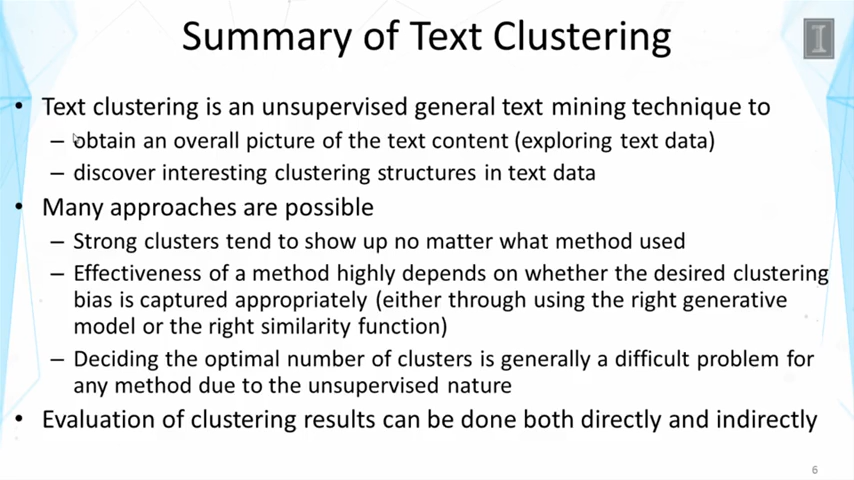 Summary of Text Clustering
I
• Text clustering is an unsupervised general text mining technique to
– obtain an overall picture of the text content (exploring text data)
– discover interesting clustering structures in text data
• Many approaches are possible
– Strong clusters tend to show up no matter what method used
– Effectiveness of a method highly depends on whether the desired clustering
bias is captured appropriately (either through using the right generative
model or the right similarity function)
– Deciding the optimal number of clusters is generally a difficult problem for
any method due to the unsupervised nature
• Evaluation of clustering results can be done both directly and indirectly
6